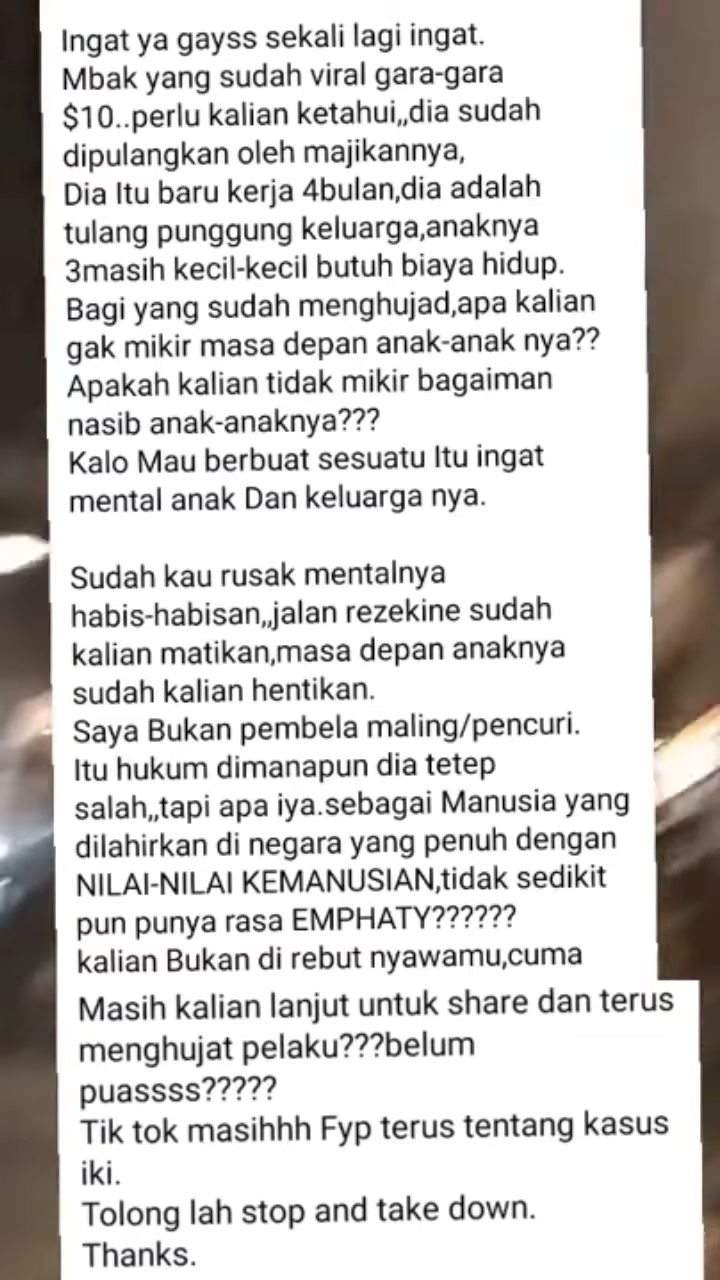 Ingat ya gayss sekali lagi ingat.
Mbak yang sudah viral gara-gara
$10..perlu kalian ketahui,,dia sudah
dipulangkan oleh majikannya,
Dia Itu baru kerja 4bulan,dia adalah
tulang punggung keluarga,anaknya
3masih kecil-kecil butuh biaya hidup.
Bagi yang sudah menghujad,apa kalian
gak mikir masa depan anak-anak nya??
Apakah kalian tidak mikir bagaiman
nasib anak-anaknya???
Kalo Mau berbuat sesuatu Itu ingat
mental anak Dan keluarga nya.

Sudah kau rusak mentalnya
habis-habisan,,jalan rezekine sudah
kalian matikan,masa depan anaknya
sudah kalian hentikan.
Saya Bukan pembela maling/pencuri.
Itu hukum dimanapun dia tetep
salah,,tapi apa iya.sebagai Manusia yang
dilahirkan di negara yang penuh dengan
NILAI-NILAI KEMANUSIAN,tidak sedikit
pun punya rasa EMPHATY??????
kalian Bukan di rebut nyawamu,cuma
Masih kalian lanjut untuk share dan terus
menghujat pelaku???belum
puassss?????
Tik tok masihhh Fyp terus tentang kasus
iki.
Tolong lah stop and take down.
Thanks.